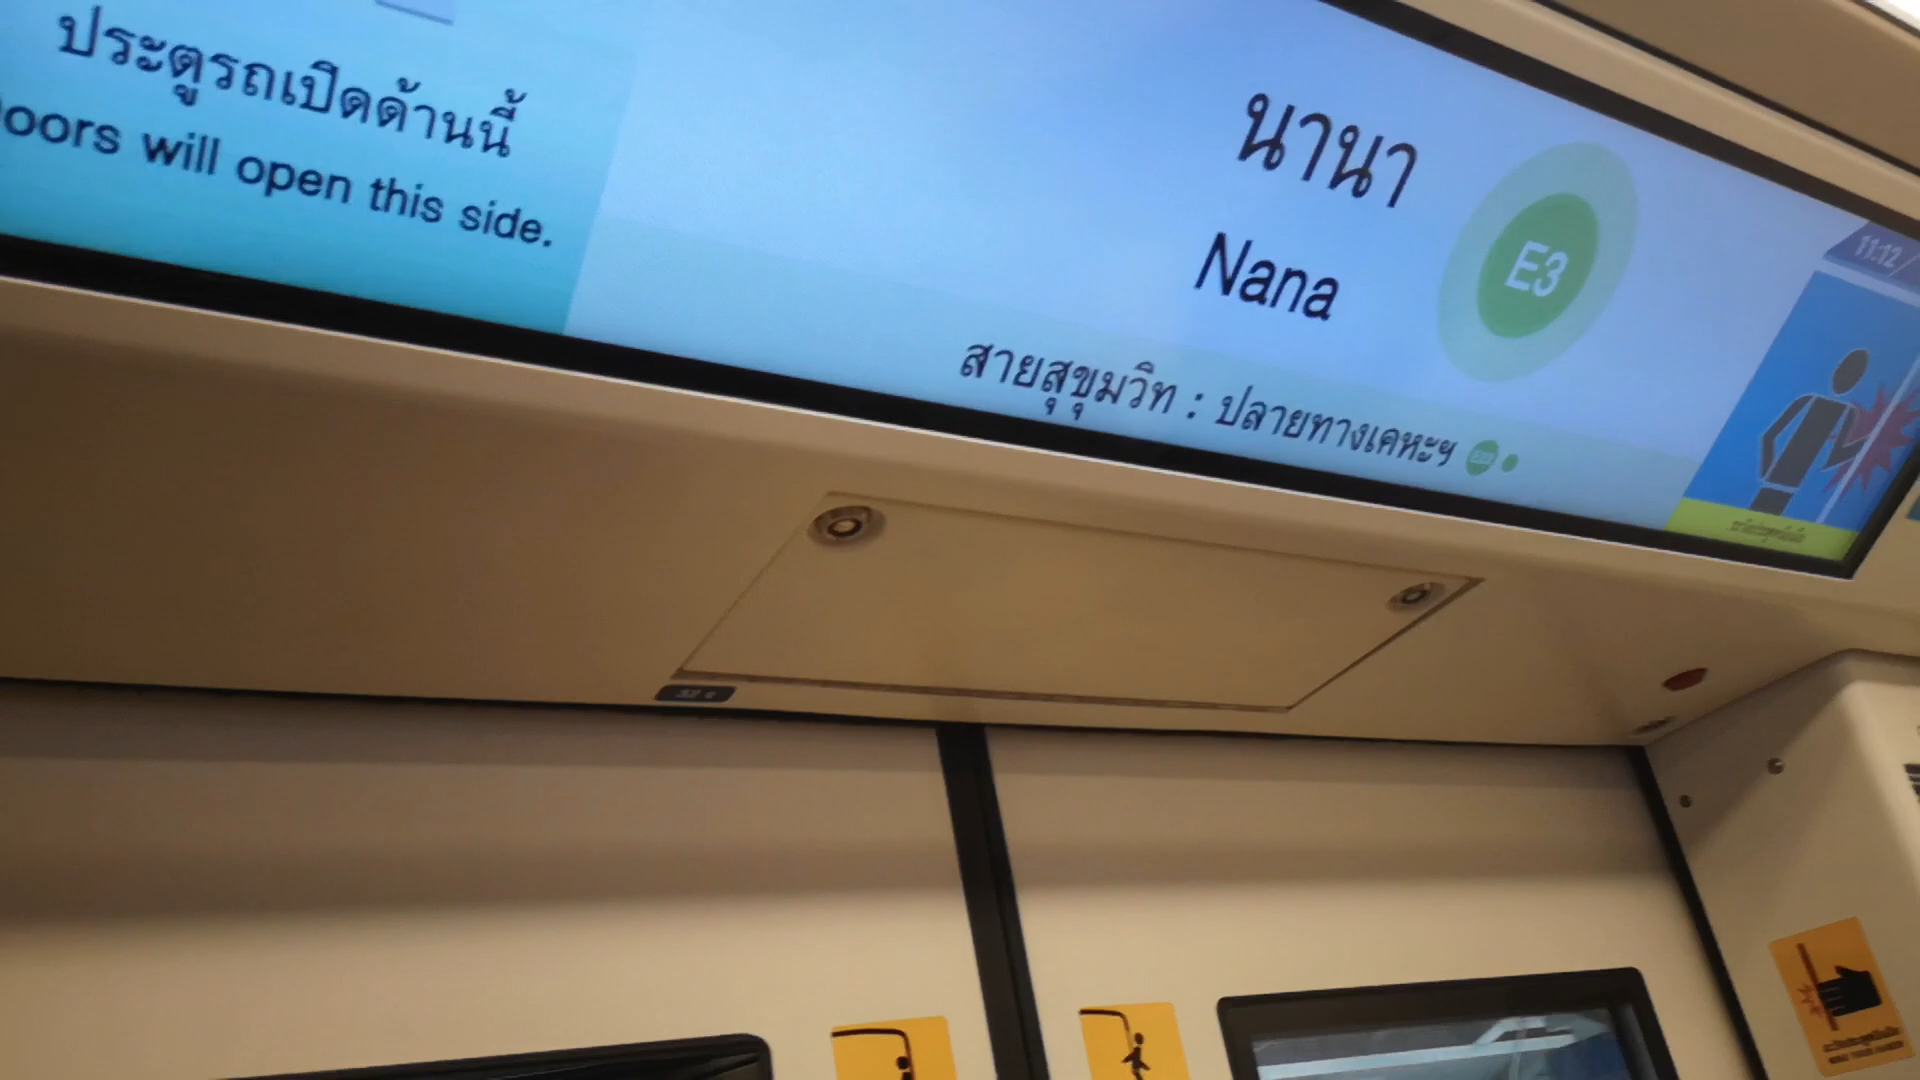 ประตูรถเปิดด้านนี้
oors will open this side.
นานา
Nana
E3
สายสุขุมวิท : ปลายทางเคหะฯ
11:12